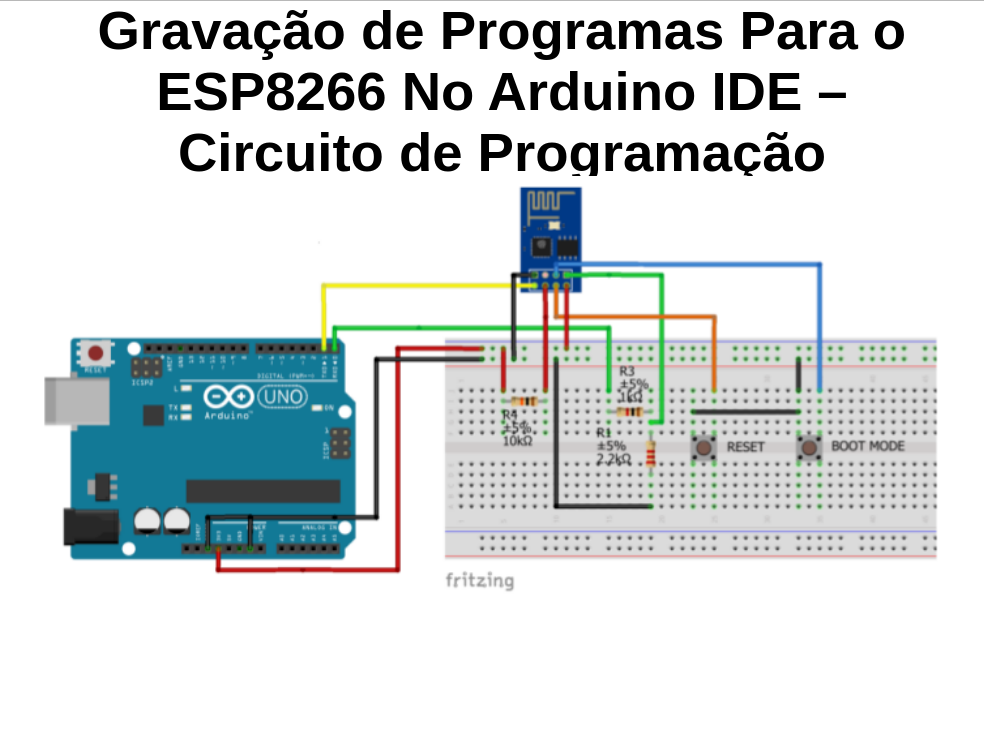 Gravação de Programas Para o
ESP8266 No Arduino IDE –
Circuito de Programação
RESET
ICSP2
DIGITAL (PWM~)
L
UNO
TX
RX
Arduino
ON
ICSP
POWER
ANALOG IN
R3
±5%
1kΩ
R4
±5%
10kΩ
R1
±5%
2.2kΩ
RESET
BOOT MODE
fritzing